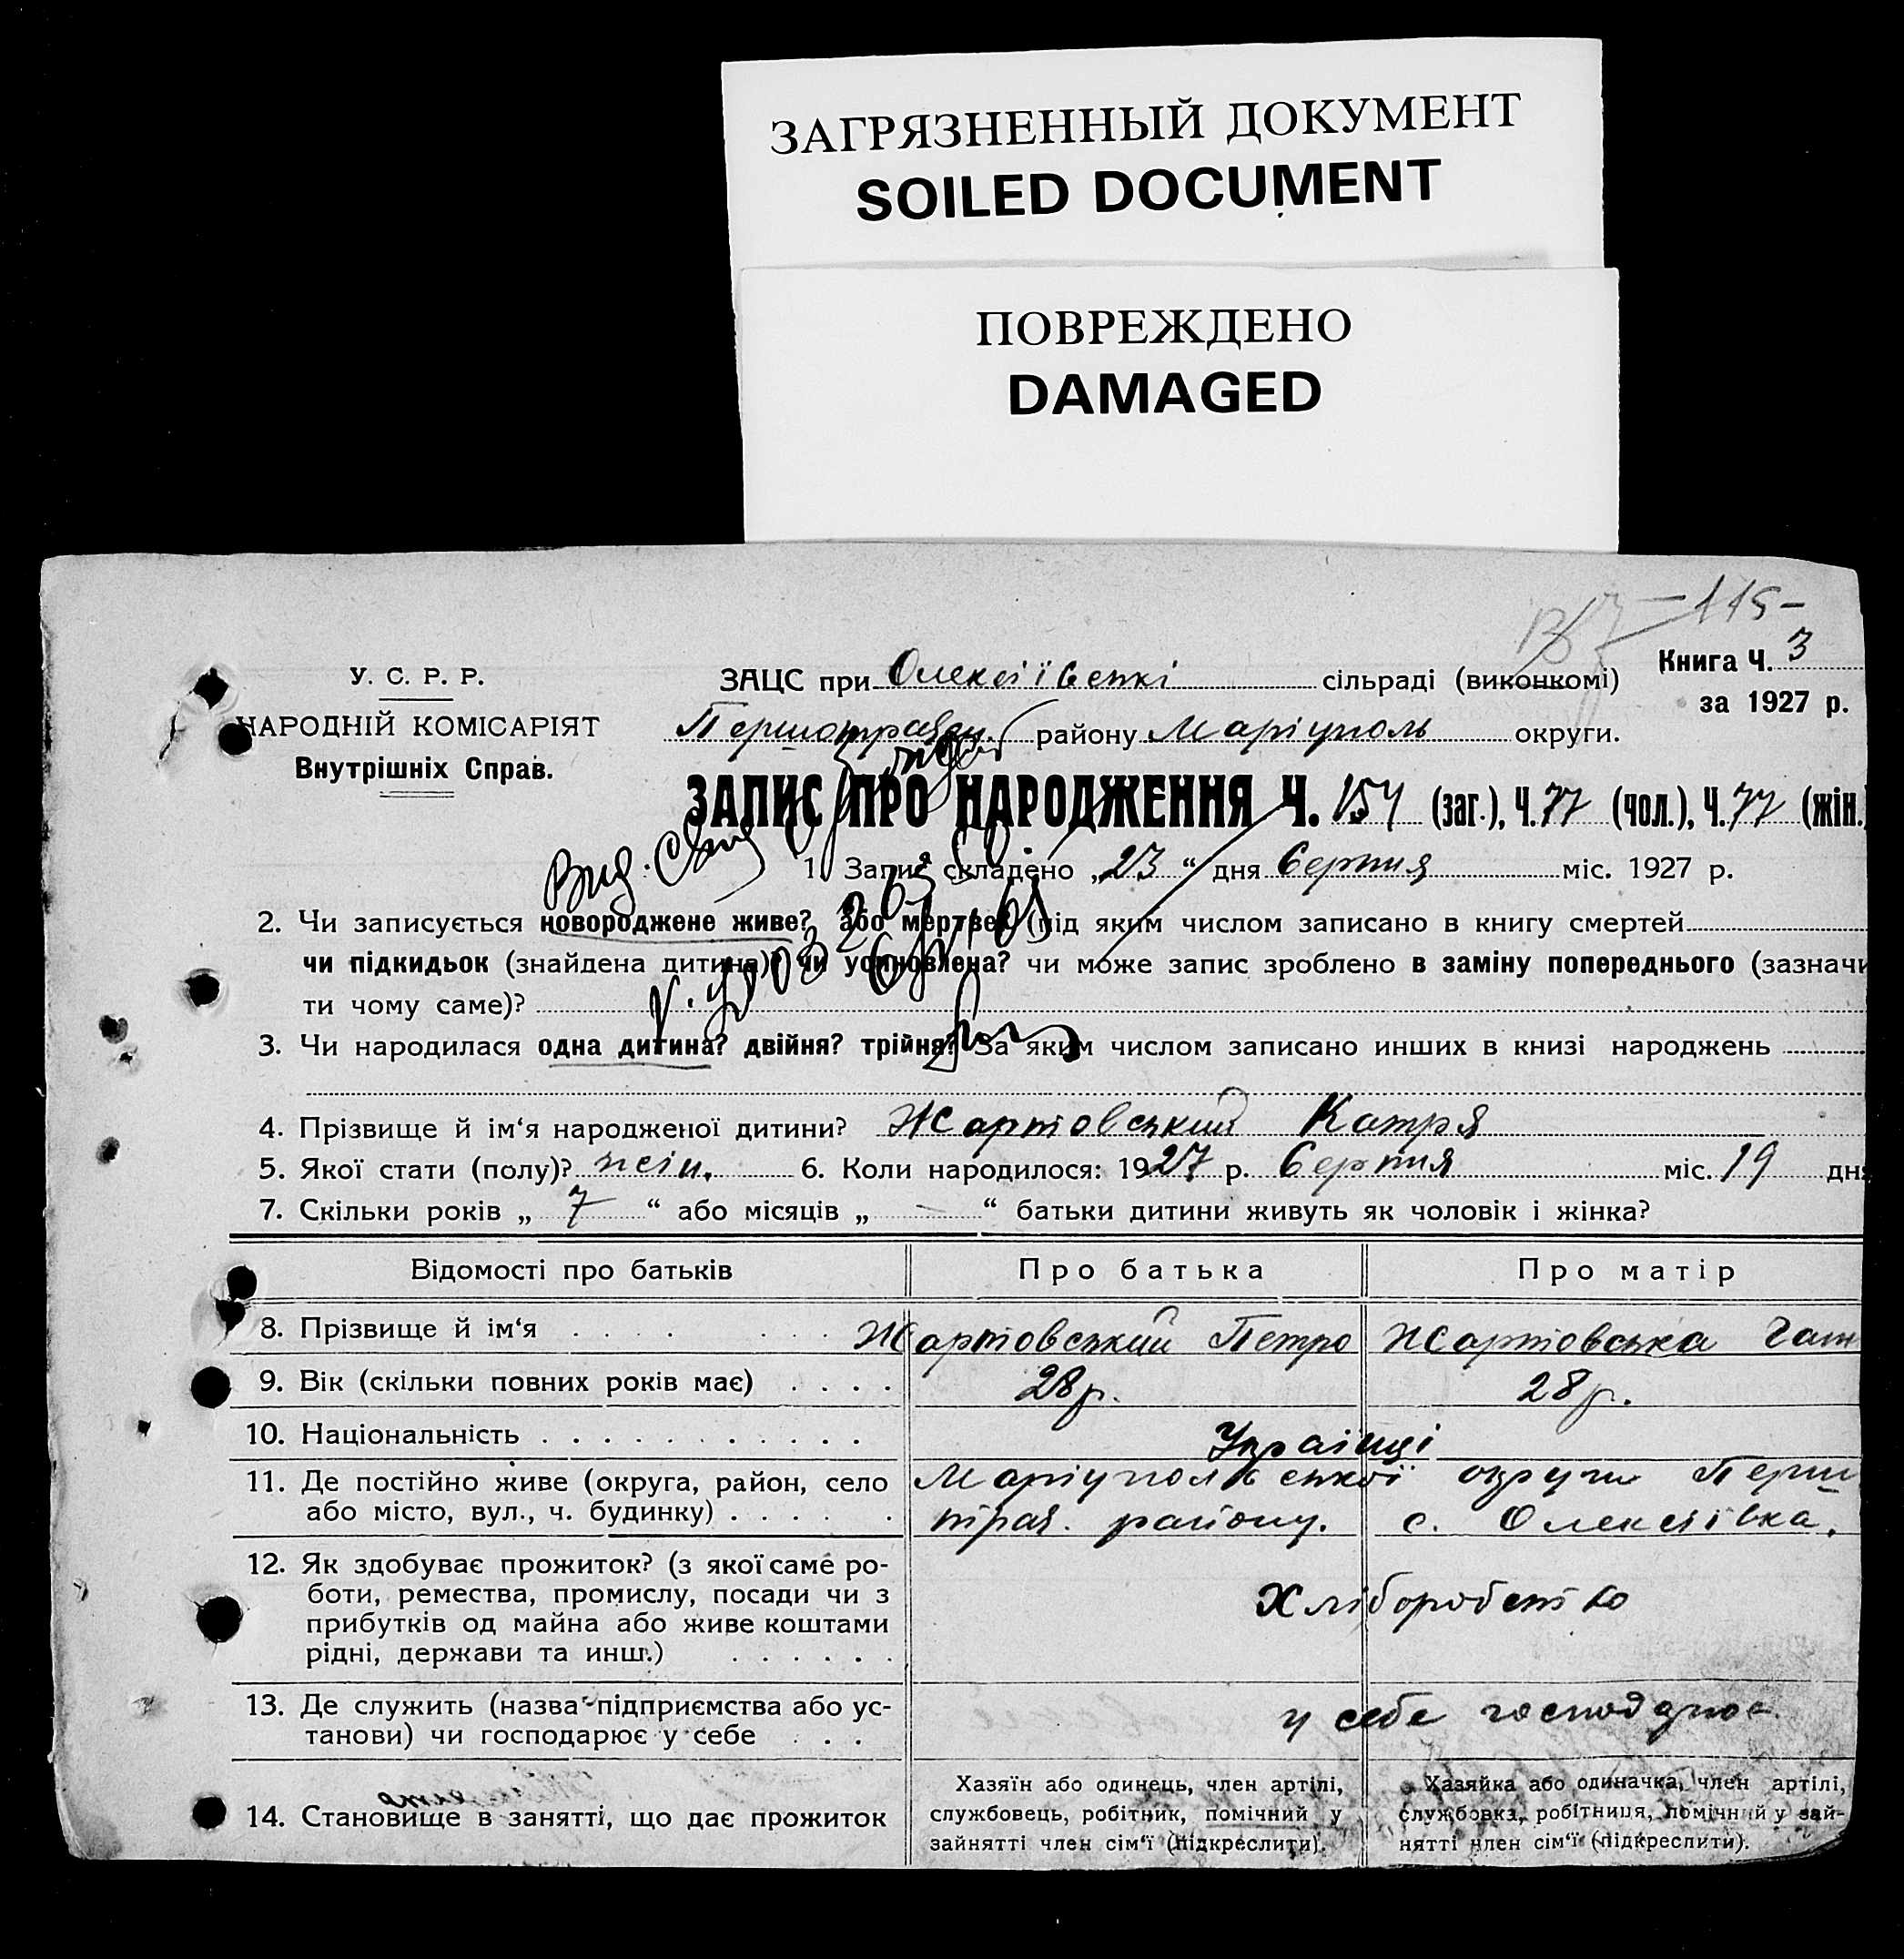 ЗАГРЯЗНЕННЫЙ ДОКУМЕНТ
SOILED DOCUMENT
ПОВРЕЖДЕНО
DAMAGED
115-
У. С. Р. Р.
НАРОДНІЙ КОМІСАРІЯТ
Внутрішніх Справ.
ЗАЦС при Олексіївські сільраді (виконкомі)
Книга Ч. 3
за 1927 р.
Першотравен. району Маріуполь округи.
ЗАПИС ПРО НАРОДЖЕННЯ Ч. 154 (заг.), Ч. 77 (чол.), Ч. 77 (жін.)
1. Запис складено „23“ дня Серпня міс. 1927 р.
2. Чи записується новороджене живе? або мертве? (під яким числом записано в книгу смертей
чи підкидьок (знайдена дитина)? чи усиновлена? чи може запис зроблено в заміну попереднього (зазначи
ти чому саме)?
3. Чи народилася одна дитина? двійня? трійня? За яким числом записано инших в книзі народжень
4. Прізвище й ім‘я народженої дитини? Жартовський Катря
5. Якої стати (полу)? жін. 6. Коли народилося: 1927 р. Серпня міс. 19 дня
7. Скільки років „ 7 “ або місяців „ — “ батьки дитини живуть як чоловік і жінка?
Відомості про батьків Про батька Про матір
8. Прізвище й ім‘я Жартовський Петро Жартовська
9. Вік (скільки повних років має) 28 р. 28 р.
10. Національність Українці
11. Де постійно живе (округа, район, село Маріупольської округи Перш
або місто, вул., ч. будинку) трав. району. с. Олексіївка.
12. Як здобуває прожиток? (з якої саме ро-
боти, ремества, промислу, посади чи з
прибутків од майна або живе коштами
рідні, держави та инш.)
Хліборобство
13. Де служить (назва підприємства або ус-
танови) чи господарює у себе
у себе господарює.
14. Становище в занятті, що дає прожиток
Хазяїн або одинець, член артілі,
службовець, робітник, помічний у
зайнятті член сім‘ї (підкреслити).
Хазяйка або одиначка, член артілі,
службовка, робітниця, помічний у зай-
нятті член сім‘ї (підкреслити).